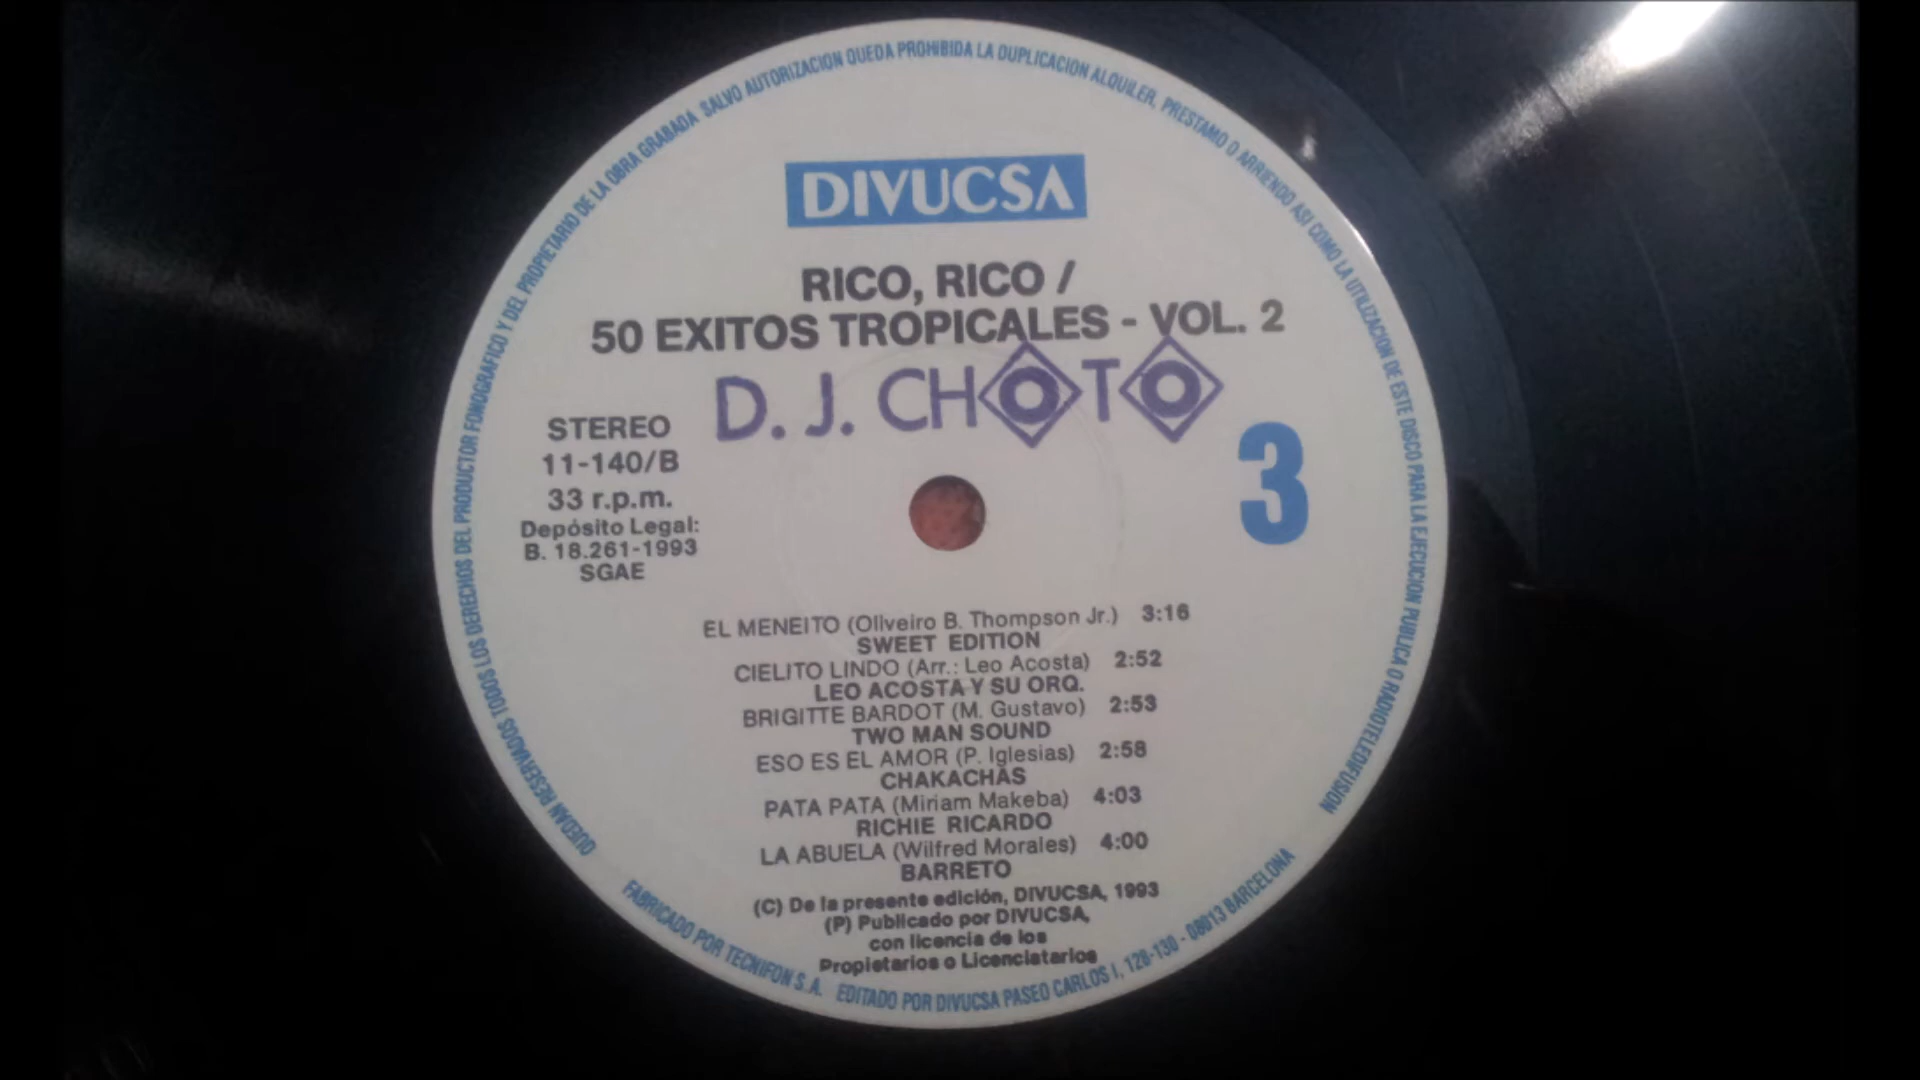 QUEDAN RESERVADOS TODOS LOS DERECHOS DEL PRODUCTOR FONOGRAFICO Y DEL PROPIETARIO DE LA OBRA GRABADA SALVO AUTORIZACION QUEDA PROHIBIDA LA DUPLICACION ALQUILER, PRESTAMO O ARRIENDO ASI COMO LA UTILIZACION DE ESTE DISCO PARA LA EJECUCION PUBLICA O RADIOTELEDIFUSION
DIVUCSA
RICO, RICO /
50 EXITOS TROPICALES - VOL. 2
D. J. CHOTO
STEREO
11-140/B
33 r.p.m.
Depósito Legal:
B. 18.261-1993
SGAE
3
EL MENEITO (Oliveiro B. Thompson Jr.) 3:16
SWEET EDITION
CIELITO LINDO (Arr.: Leo Acosta) 2:52
LEO ACOSTA Y SU ORQ.
BRIGITTE BARDOT (M. Gustavo) 2:53
TWO MAN SOUND
ESO ES EL AMOR (P. Iglesias) 2:58
CHAKACHAS
PATA PATA (Miriam Makeba) 4:03
RICHIE RICARDO
LA ABUELA (Wilfred Morales) 4:00
BARRETO
(C) De la presente edición, DIVUCSA, 1993
(P) Publicado por DIVUCSA,
con licencia de los
Propietarios o Licenciatarios
FABRICADO POR TECNIFON S.A. EDITADO POR DIVUCSA PASEO CARLOS I, 128-130 - 08013 BARCELONA